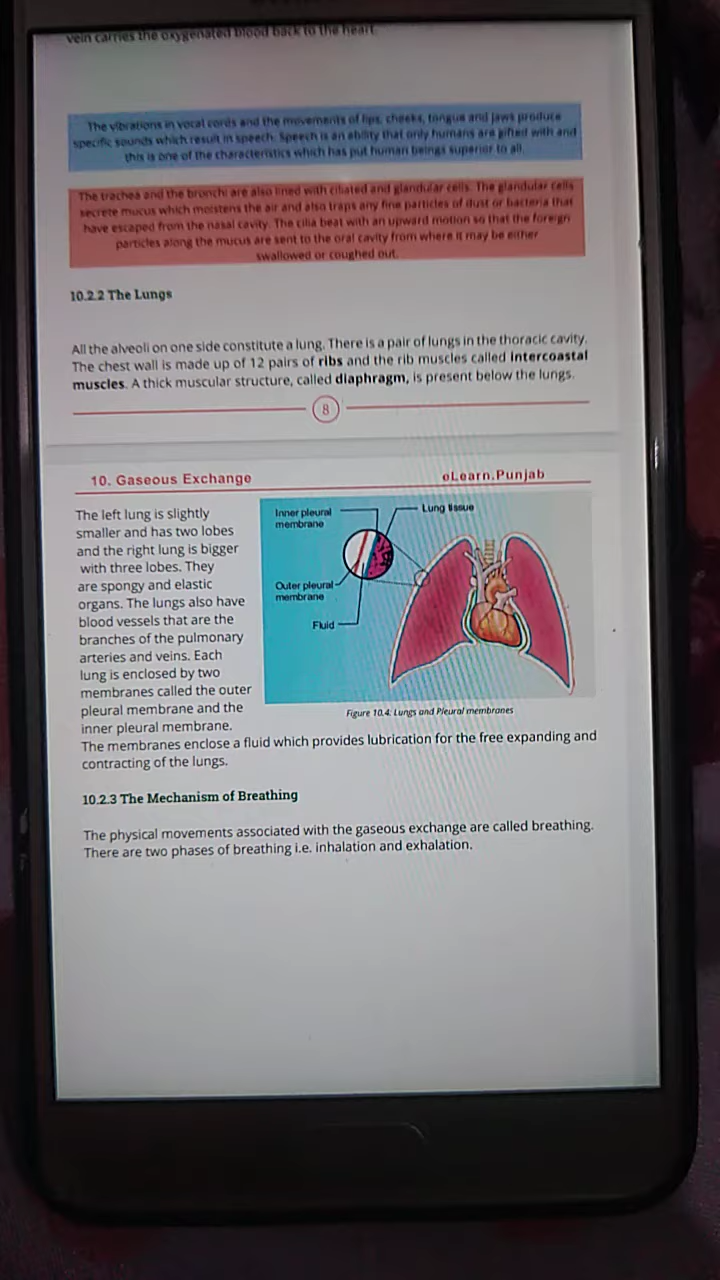 vein carries the oxygenated blood back to the heart.
The vibrations in vocal cords and the movements of lips, cheeks, tongue and jaws produce
specific sounds which result in speech. Speech is an ability that only humans are gifted with and
this is one of the characteristics which has put human beings superior to all.
The trachea and the bronchi are also lined with ciliated and glandular cells. The glandular cells
secrete mucus which moistens the air and also traps any fine particles of dust or bacteria that
have escaped from the nasal cavity. The cilia beat with an upward motion so that the foreign
particles along the mucus are sent to the oral cavity from where it may be either
swallowed or coughed out.
10.2.2 The Lungs
All the alveoli on one side constitute a lung. There is a pair of lungs in the thoracic cavity.
The chest wall is made up of 12 pairs of ribs and the rib muscles called intercoastal
muscles. A thick muscular structure, called diaphragm, is present below the lungs.
8
10. Gaseous Exchange
eLearn.Punjab
The left lung is slightly
smaller and has two lobes
and the right lung is bigger
with three lobes. They
are spongy and elastic
organs. The lungs also have
blood vessels that are the
branches of the pulmonary
arteries and veins. Each
lung is enclosed by two
membranes called the outer
pleural membrane and the
inner pleural membrane.
Inner pleural
membrane
Lung tissue
Outer pleural
membrane
Fluid
Figure 10.4: Lungs and Pleural membranes
The membranes enclose a fluid which provides lubrication for the free expanding and
contracting of the lungs.
10.2.3 The Mechanism of Breathing
The physical movements associated with the gaseous exchange are called breathing.
There are two phases of breathing i.e. inhalation and exhalation.